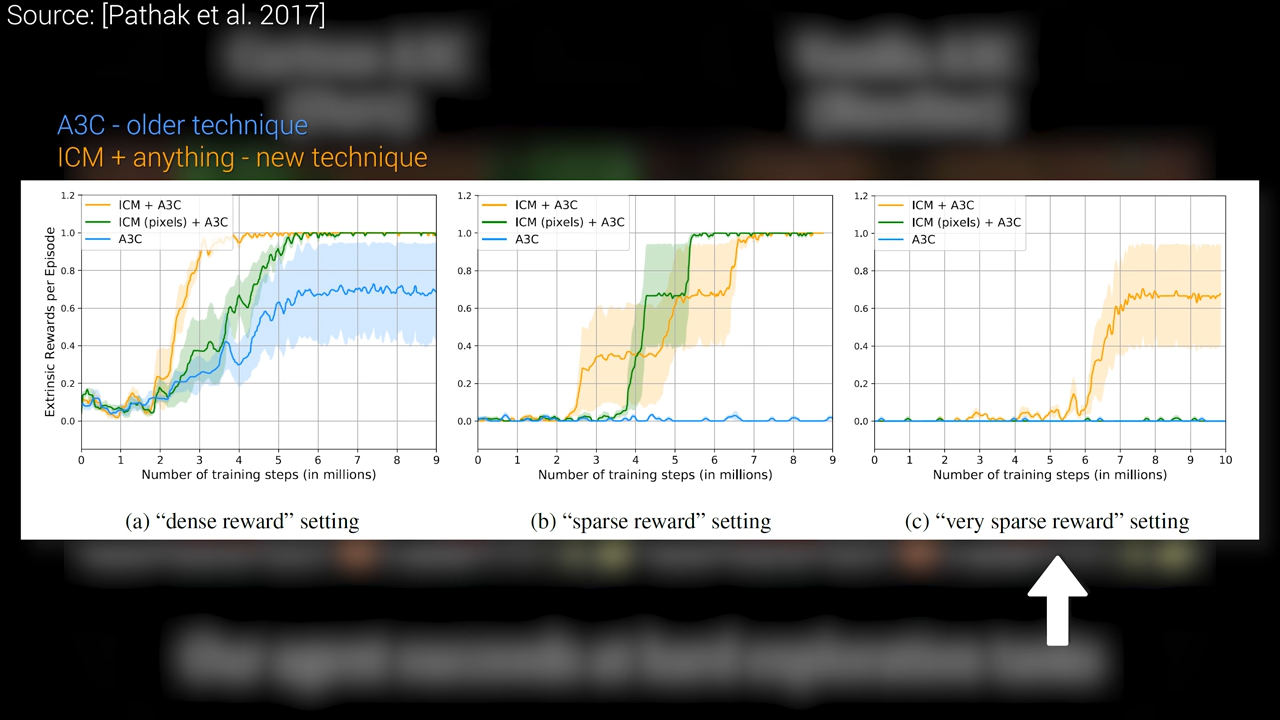 Source: [Pathak et al. 2017]
A3C - older technique
ICM + anything - new technique
Extrinsic Rewards per Episode
1.2
1.0
0.8
0.6
0.4
0.2
0.0
ICM + A3C
ICM (pixels) + A3C
A3C
0 1 2 3 4 5 6 7 8 9
Number of training steps (in millions)
(a) “dense reward” setting
1.2
1.0
0.8
0.6
0.4
0.2
0.0
ICM + A3C
ICM (pixels) + A3C
A3C
0 1 2 3 4 5 6 7 8 9
Number of training steps (in millions)
(b) “sparse reward” setting
1.2
1.0
0.8
0.6
0.4
0.2
0.0
ICM + A3C
ICM (pixels) + A3C
A3C
0 1 2 3 4 5 6 7 8 9 10
Number of training steps (in millions)
(c) “very sparse reward” setting